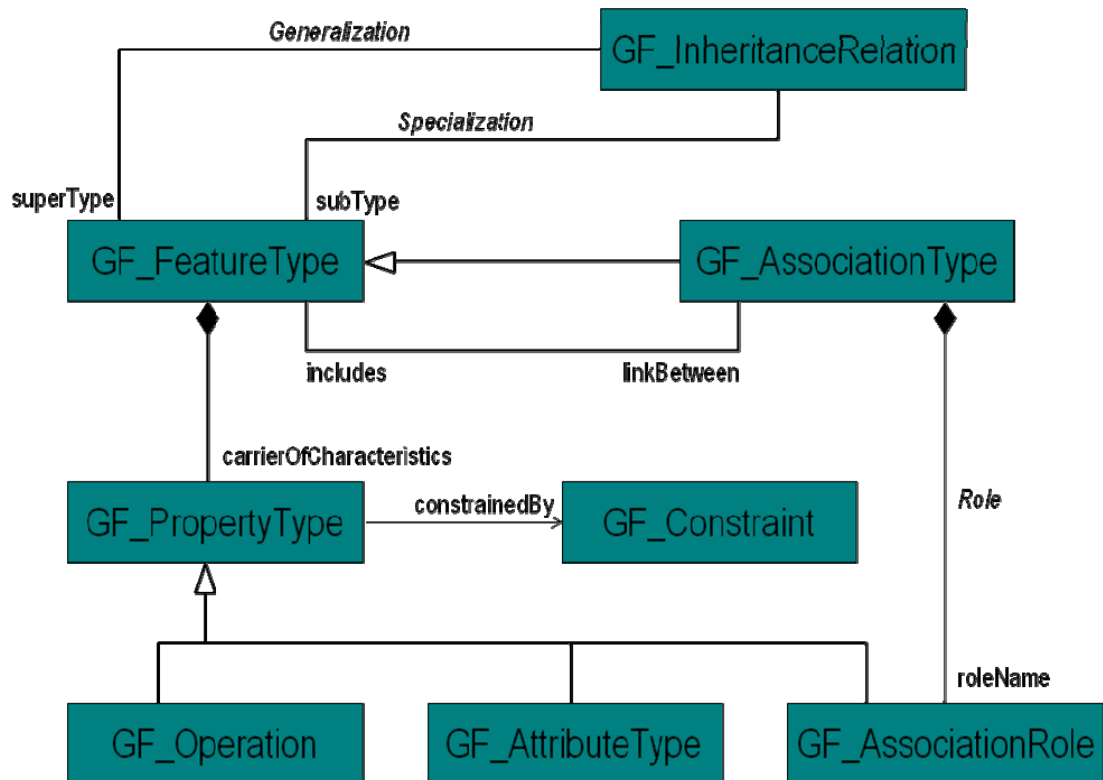 Generalization
GF_InheritanceRelation
Specialization
superType
subType
GF_FeatureType
GF_AssociationType
includes
linkBetween
carrierOfCharacteristics
GF_PropertyType
constrainedBy
GF_Constraint
Role
roleName
GF_Operation
GF_AttributeType
GF_AssociationRole